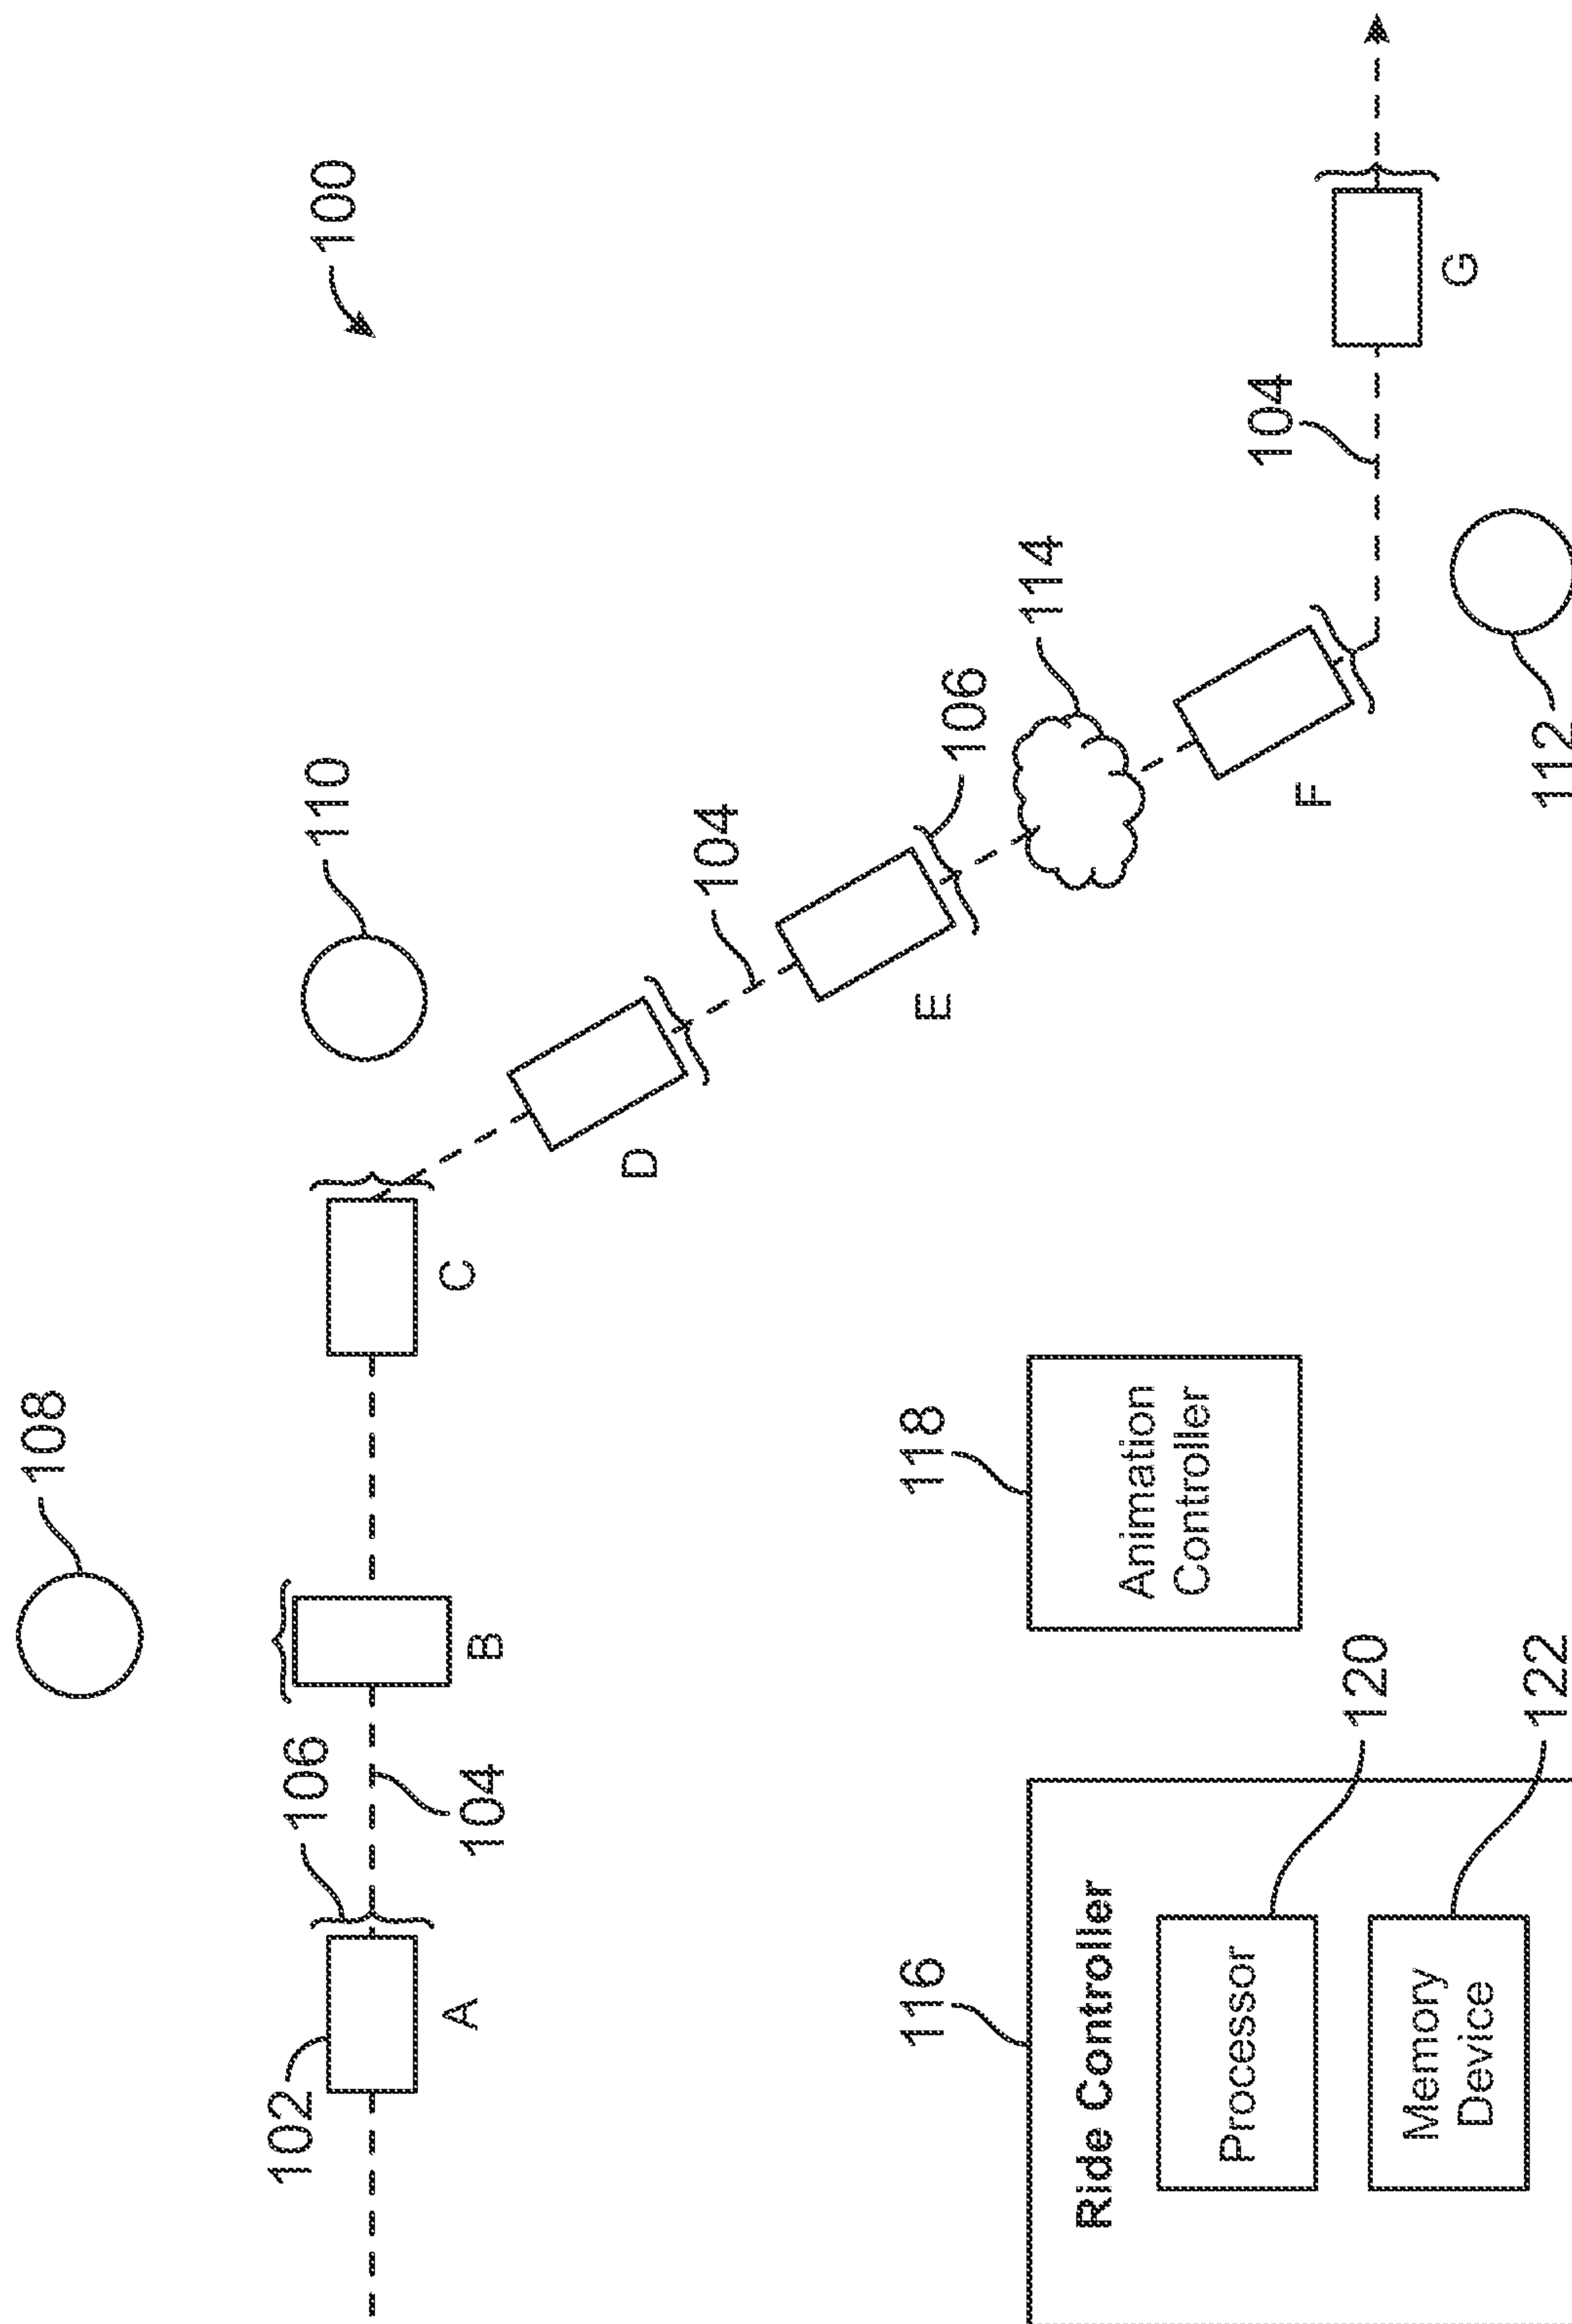 100
108
110
106
102
104
A
B
C
D
104
E
106
114
F
104
G
112
116
Ride Controller
Processor
120
Memory
Device
122
118
Animation
Controller